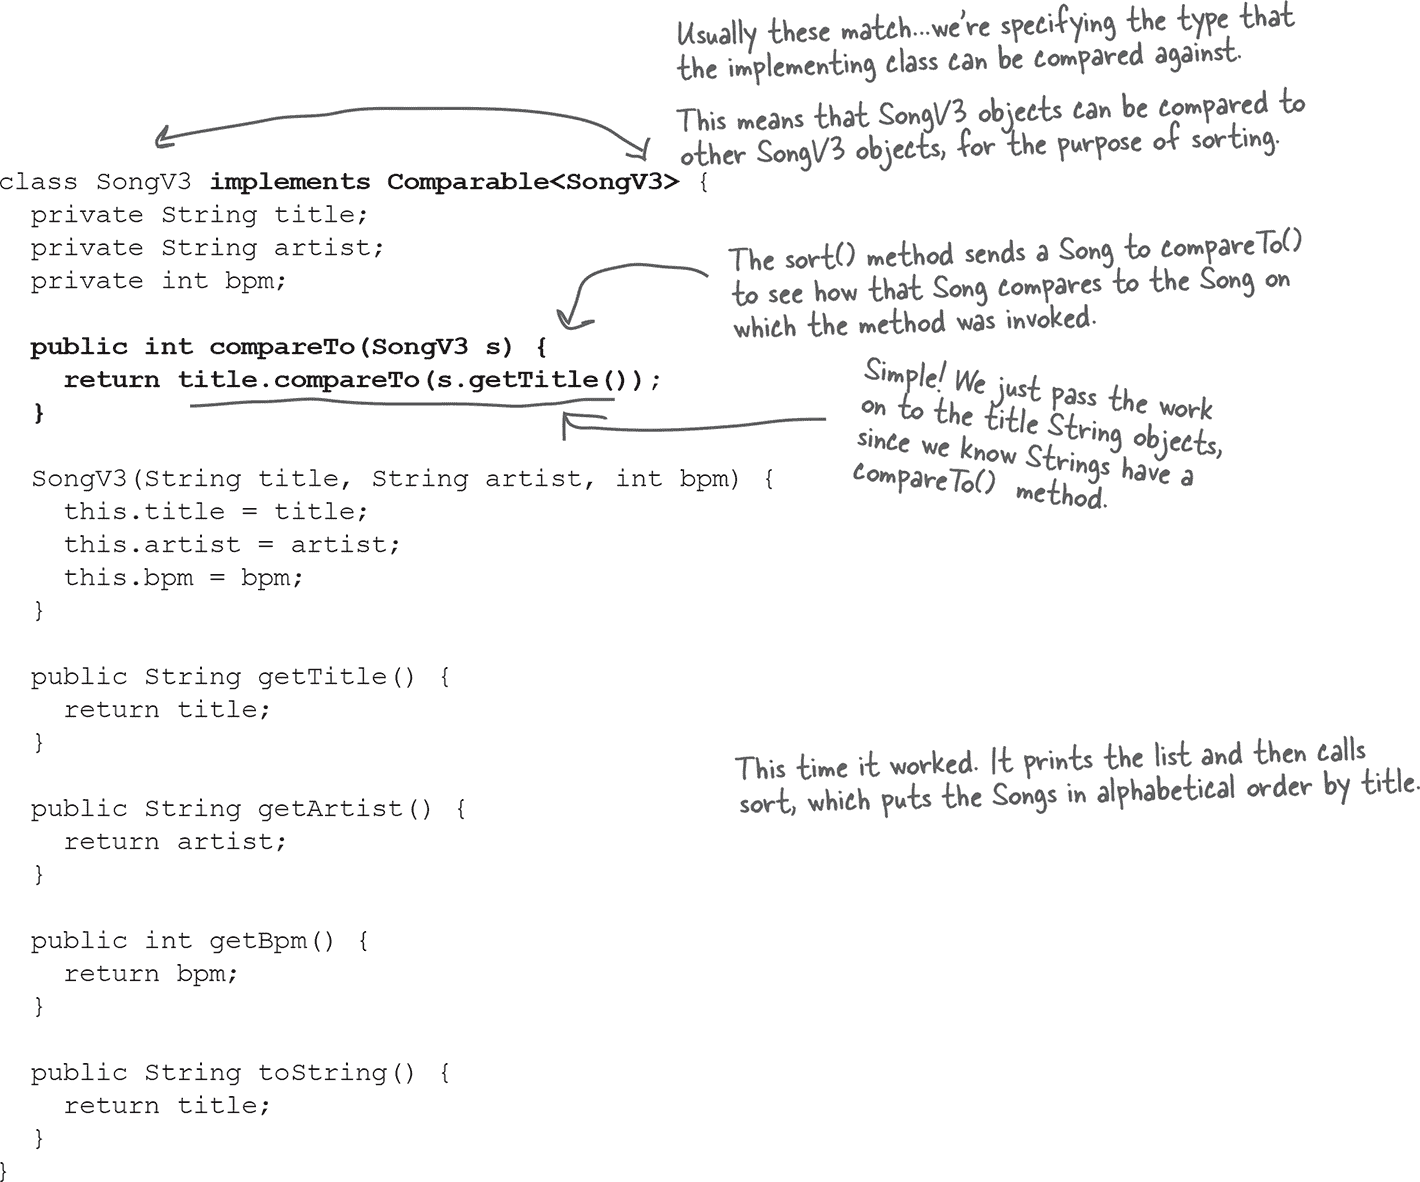 Usually these match...we're specifying the type that
the implementing class can be compared against.
This means that SongV3 objects can be compared to
other SongV3 objects, for the purpose of sorting.
class SongV3 implements Comparable<SongV3> {
  private String title;
  private String artist;
  private int bpm;
The sort() method sends a Song to compareTo()
to see how that Song compares to the Song on
which the method was invoked.
  public int compareTo(SongV3 s) {
    return title.compareTo(s.getTitle());
  }
Simple! We just pass the work
on to the title String objects,
since we know Strings have a
compareTo() method.
  SongV3(String title, String artist, int bpm) {
    this.title = title;
    this.artist = artist;
    this.bpm = bpm;
  }
  public String getTitle() {
    return title;
  }
This time it worked. It prints the list and then calls
sort, which puts the Songs in alphabetical order by title.
  public String getArtist() {
    return artist;
  }
  public int getBpm() {
    return bpm;
  }
  public String toString() {
    return title;
  }
}